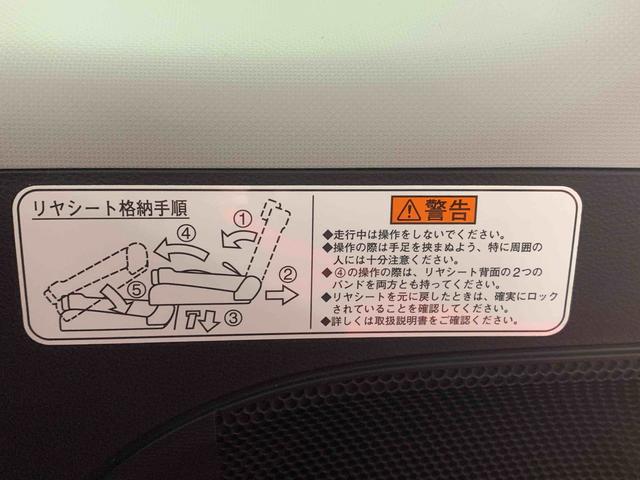 リヤシート格納手順
①
④
②
⑤
③
警告
◆走行中は操作をしないでください。
◆操作の際は手足を挟まぬよう、特に周囲の
人には十分注意ください。
◆④の操作の際は、リヤシート背面の2つの
バンドを両方とも持ってください。
◆リヤシートを元に戻したときは、確実にロック
されていることを確認してください。
◆詳しくは取扱説明書をご確認ください。